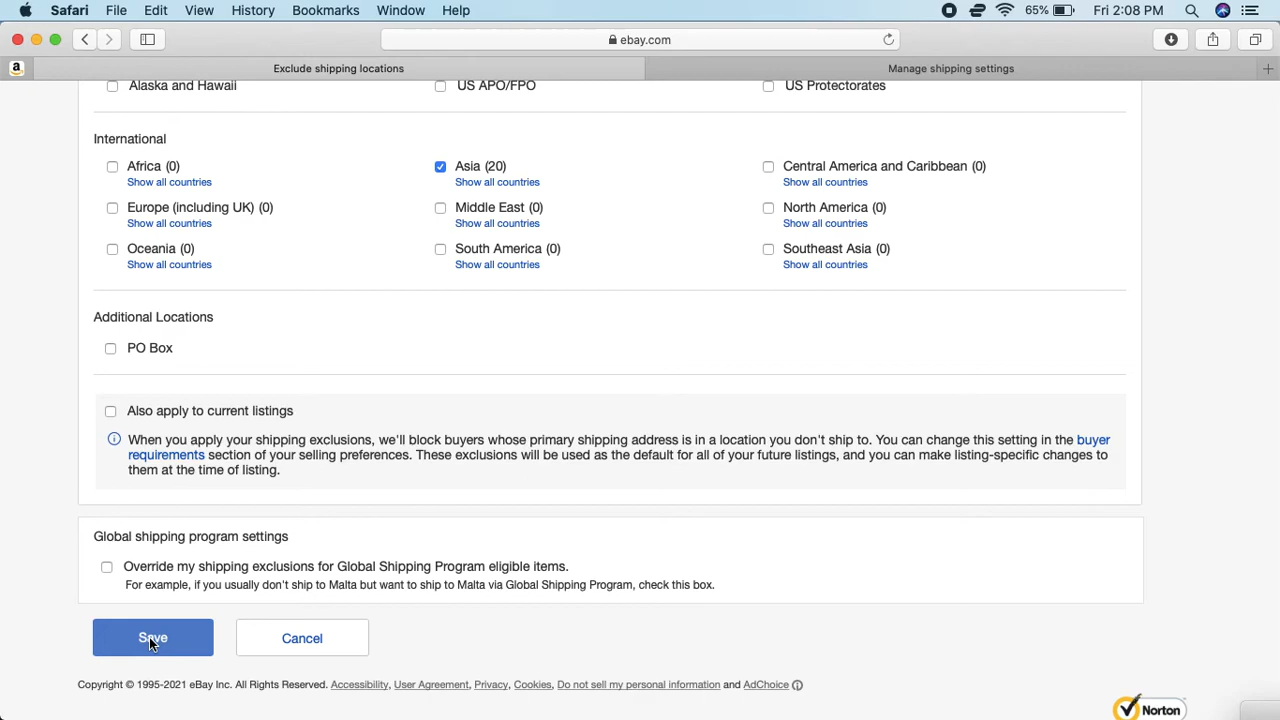 Safari File Edit View History Bookmarks Window Help 65% Fri 2:08 PM
ebay.com
a Exclude shipping locations Manage shipping settings
Alaska and Hawaii US APO/FPO US Protectorates
International
Africa (0) Asia (20) Central America and Caribbean (0)
Show all countries Show all countries Show all countries
Europe (including UK) (0) Middle East (0) North America (0)
Show all countries Show all countries Show all countries
Oceania (0) South America (0) Southeast Asia (0)
Show all countries Show all countries Show all countries
Additional Locations
PO Box
Also apply to current listings
When you apply your shipping exclusions, we'll block buyers whose primary shipping address is in a location you don't ship to. You can change this setting in the buyer
requirements section of your selling preferences. These exclusions will be used as the default for all of your future listings, and you can make listing-specific changes to
them at the time of listing.
Global shipping program settings
Override my shipping exclusions for Global Shipping Program eligible items.
For example, if you usually don't ship to Malta but want to ship to Malta via Global Shipping Program, check this box.
Save Cancel
Copyright © 1995-2021 eBay Inc. All Rights Reserved. Accessibility, User Agreement, Privacy, Cookies, Do not sell my personal information and AdChoice
Norton